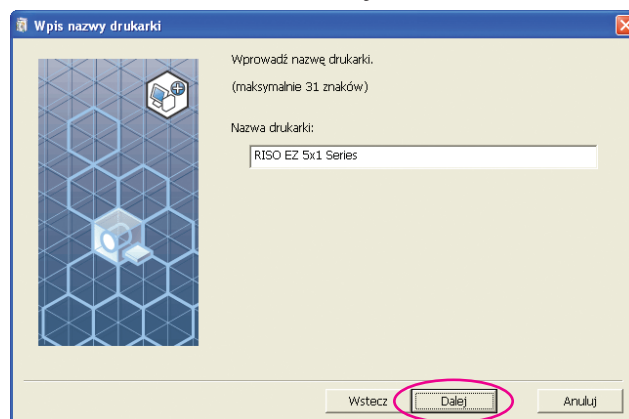 Wpis nazwy drukarki
Wprowadź nazwę drukarki.
(maksymalnie 31 znaków)
Nazwa drukarki:
RISO EZ 5x1 Series
Wstecz Dalej Anuluj